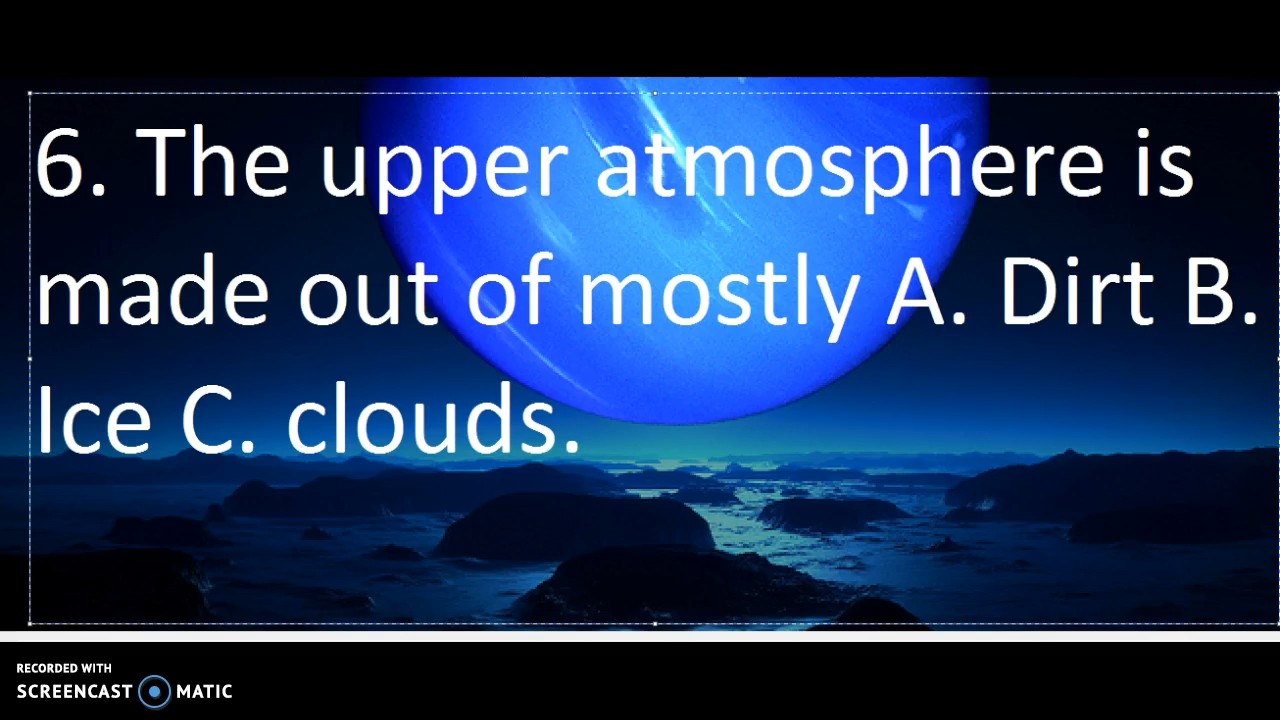 6. The upper atmosphere is
made out of mostly A. Dirt B.
Ice C. clouds.
RECORDED WITH
SCREENCAST MATIC